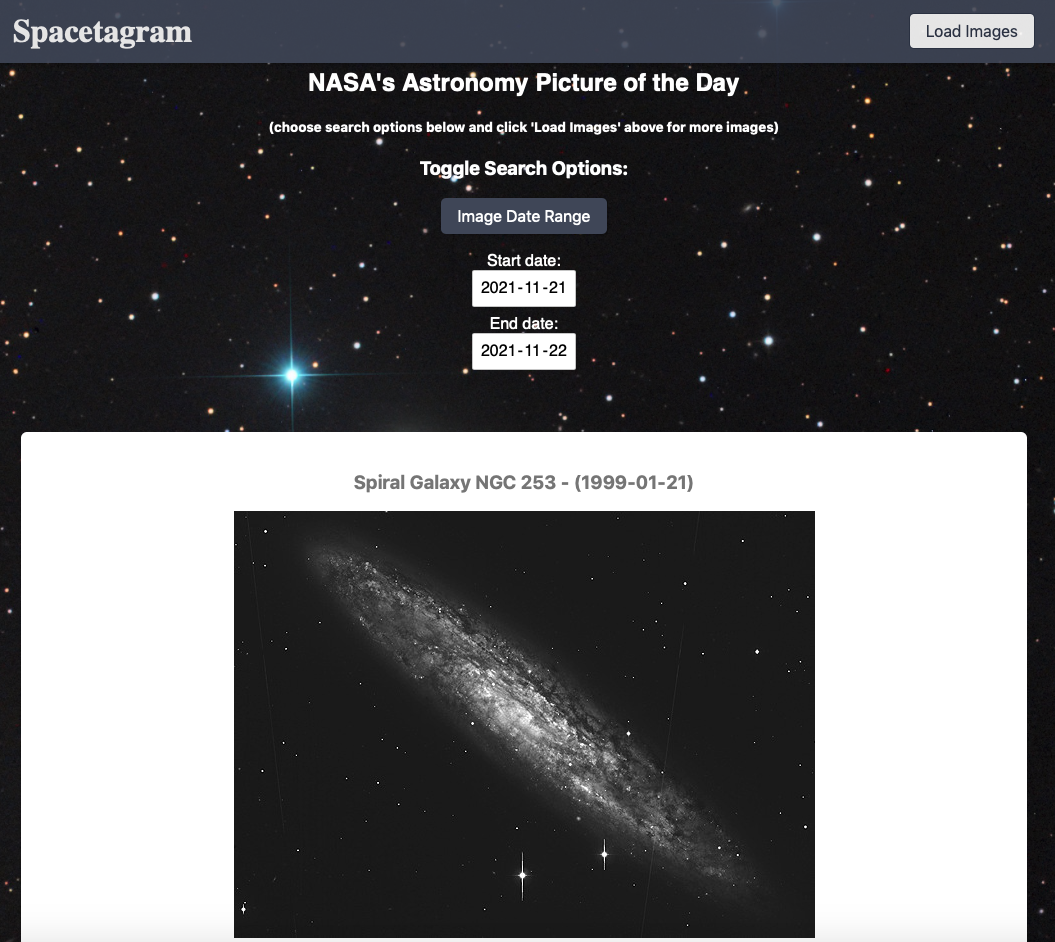 Spacetagram
Load Images
NASA's Astronomy Picture of the Day
(choose search options below and click 'Load Images' above for more images)
Toggle Search Options:
Image Date Range
Start date:
2021-11-21
End date:
2021-11-22
Spiral Galaxy NGC 253 - (1999-01-21)